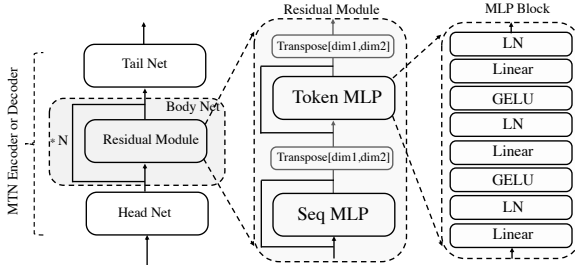 MTN Encoder or Decoder
Tail Net
Body Net
* N
Residual Module
Head Net
Residual Module
Transpose[dim1,dim2]
Token MLP
Transpose[dim1,dim2]
Seq MLP
MLP Block
LN
Linear
GELU
LN
Linear
GELU
LN
Linear